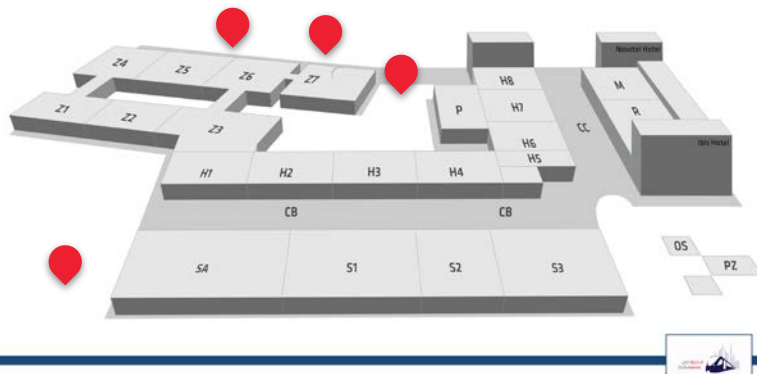 Novotel Hotel
Z4
Z5
Z6
Z7
H8
M
Z1
Z2
Z3
P
H7
R
CC
H6
H5
Ibis Hotel
H1
H2
H3
H4
CB
CB
OS
PZ
SA
S1
S2
S3